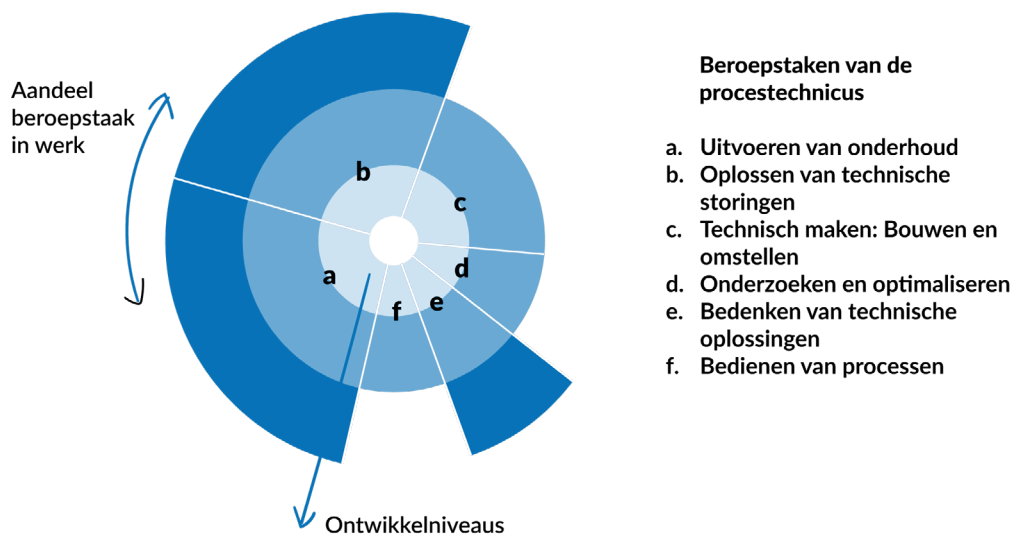 Aandeel
beroepstaak
in werk
b
c
a
d
e
f
Ontwikkelniveaus
Beroepstaken van de
procestechnicus
a. Uitvoeren van onderhoud
b. Oplossen van technische
storingen
c. Technisch maken: Bouwen en
omstellen
d. Onderzoeken en optimaliseren
e. Bedenken van technische
oplossingen
f. Bedienen van processen